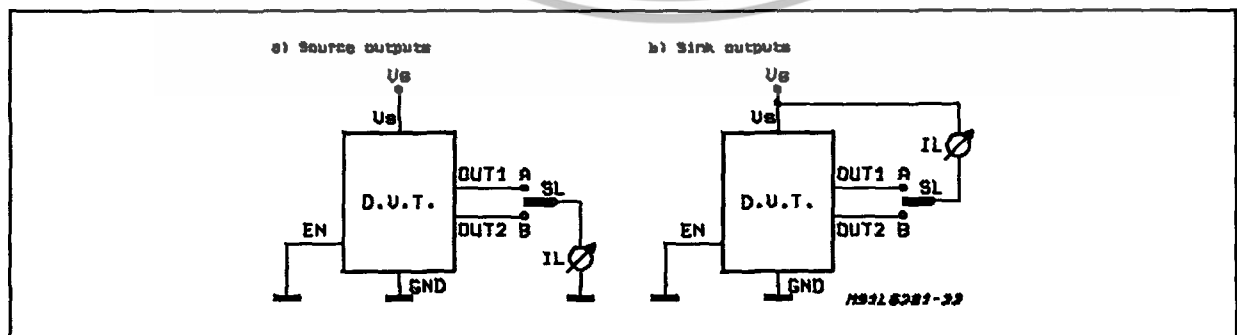 a) Source outputs
Vs
Vs
OUT1 A
SL
D.U.T.
OUT2 B
EN
IL
GND
b) Sink outputs
Vs
Vs
IL
OUT1 A
SL
D.U.T.
OUT2 B
EN
GND